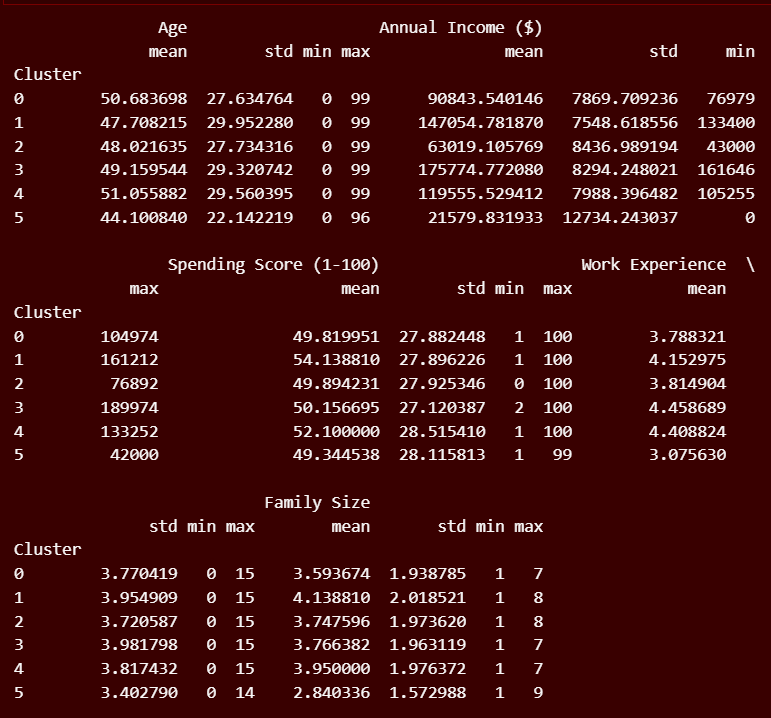 Age Annual Income ($)
mean std min max mean std min
Cluster
0 50.683698 27.634764 0 99 90843.540146 7869.709236 76979
1 47.708215 29.952280 0 99 147054.781870 7548.618556 133400
2 48.021635 27.734316 0 99 63019.105769 8436.989194 43000
3 49.159544 29.320742 0 99 175774.772080 8294.248021 161646
4 51.055882 29.560395 0 99 119555.529412 7988.396482 105255
5 44.100840 22.142219 0 96 21579.831933 12734.243037 0
Spending Score (1-100) Work Experience \
max mean std min max mean
Cluster
0 104974 49.819951 27.882448 1 100 3.788321
1 161212 54.138810 27.896226 1 100 4.152975
2 76892 49.894231 27.925346 0 100 3.814904
3 189974 50.156695 27.120387 2 100 4.458689
4 133252 52.100000 28.515410 1 100 4.408824
5 42000 49.344538 28.115813 1 99 3.075630
Family Size
std min max mean std min max
Cluster
0 3.770419 0 15 3.593674 1.938785 1 7
1 3.954909 0 15 4.138810 2.018521 1 8
2 3.720587 0 15 3.747596 1.973620 1 8
3 3.981798 0 15 3.766382 1.963119 1 7
4 3.817432 0 15 3.950000 1.976372 1 7
5 3.402790 0 14 2.840336 1.572988 1 9